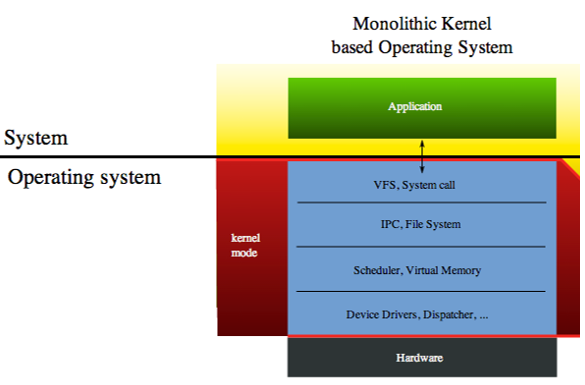 Monolithic Kernel
based Operating System
Application
System
Operating system
VFS, System call
IPC, File System
kernel
mode
Scheduler, Virtual Memory
Device Drivers, Dispatcher, ...
Hardware